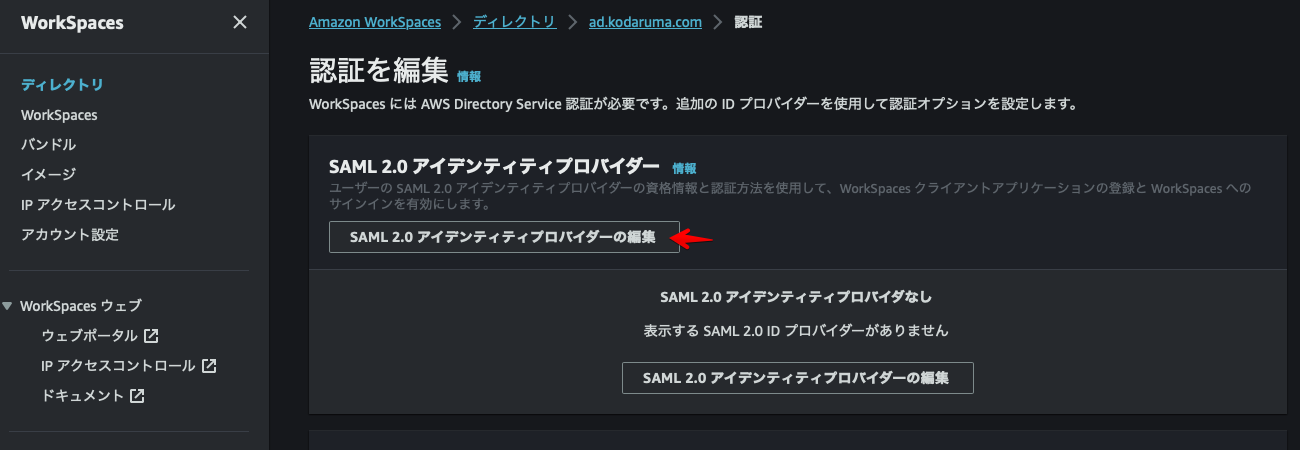 WorkSpaces
ディレクトリ
WorkSpaces
バンドル
イメージ
IP アクセスコントロール
アカウント設定
WorkSpaces ウェブ
ウェブポータル
IP アクセスコントロール
ドキュメント
Amazon WorkSpaces ディレクトリ ad.kodaruma.com 認証
認証を編集 情報
WorkSpaces には AWS Directory Service 認証が必要です。追加の ID プロバイダーを使用して認証オプションを設定します。
SAML 2.0 アイデンティティプロバイダー 情報
ユーザーの SAML 2.0 アイデンティティプロバイダーの資格情報と認証方法を使用して、WorkSpaces クライアントアプリケーションの登録と WorkSpaces への
サインインを有効にします。
SAML 2.0 アイデンティティプロバイダーの編集
SAML 2.0 アイデンティティプロバイダなし
表示する SAML 2.0 ID プロバイダーがありません
SAML 2.0 アイデンティティプロバイダーの編集